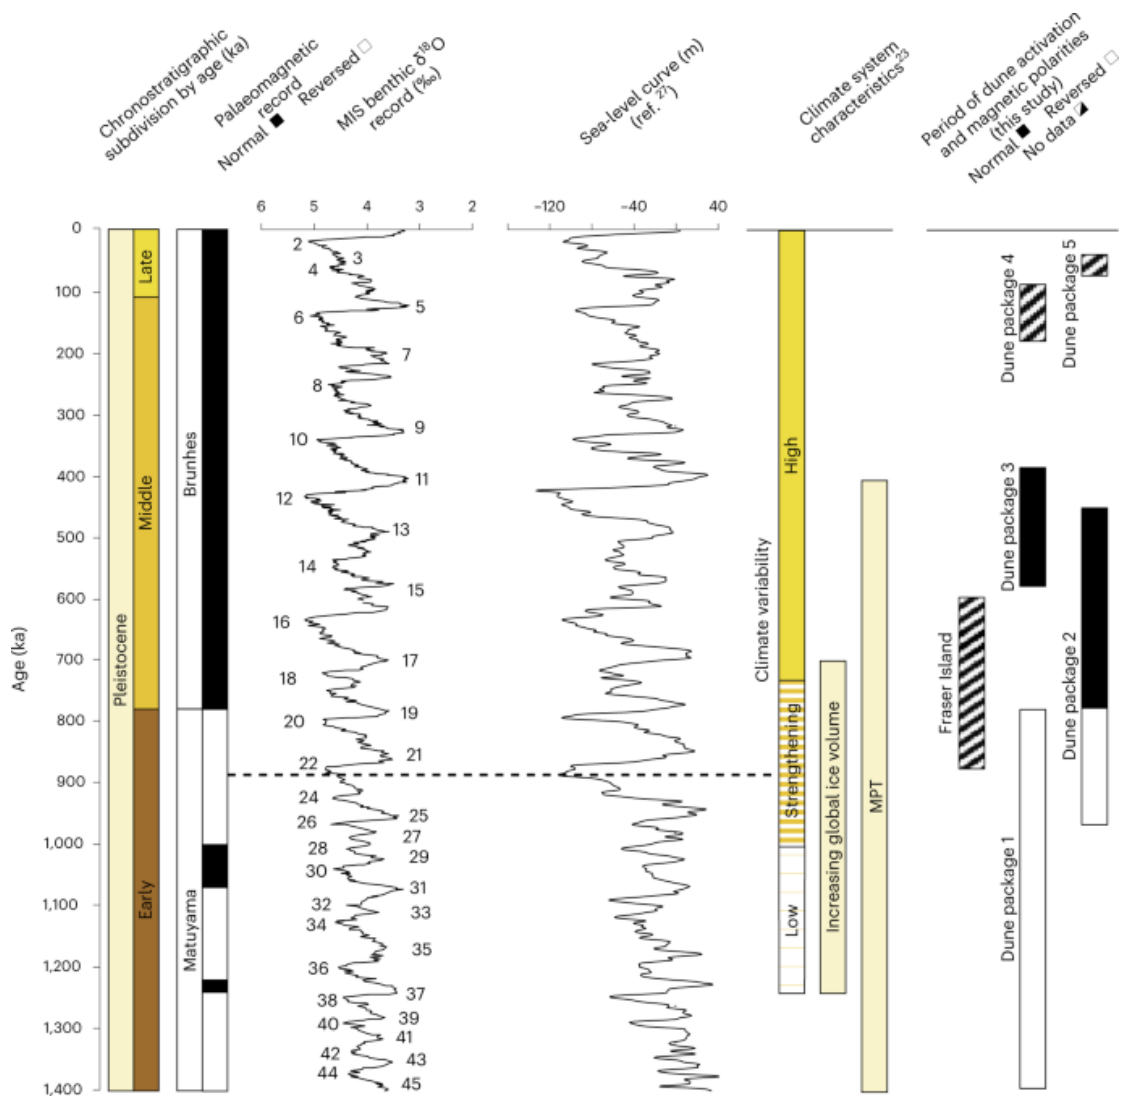 Chronostratigraphic
subdivision by age (ka)
Palaeomagnetic
record
Normal ■ Reversed □
MIS benthic δ¹⁸O
record (‰)
Sea-level curve (m)
(ref. ²⁷)
Climate system
characteristics²³
Period of dune activation
and magnetic polarities
(this study)
Normal ■ Reversed □
No data
6 5 4 3 2
−120 −40 40
Age (ka)
0
100
200
300
400
500
600
700
800
900
1,000
1,100
1,200
1,300
1,400
Pleistocene
Late
Middle
Early
Brunhes
Matuyama
2
3
4
5
6
7
8
9
10
11
12
13
14
15
16
17
18
19
20
21
22
24
25
26
27
28
29
30
31
32
33
34
35
36
37
38
39
40
41
42
43
44
45
Climate variability
High
Strengthening
Low
Increasing global ice volume
MPT
Fraser Island
Dune package 4
Dune package 5
Dune package 3
Dune package 2
Dune package 1